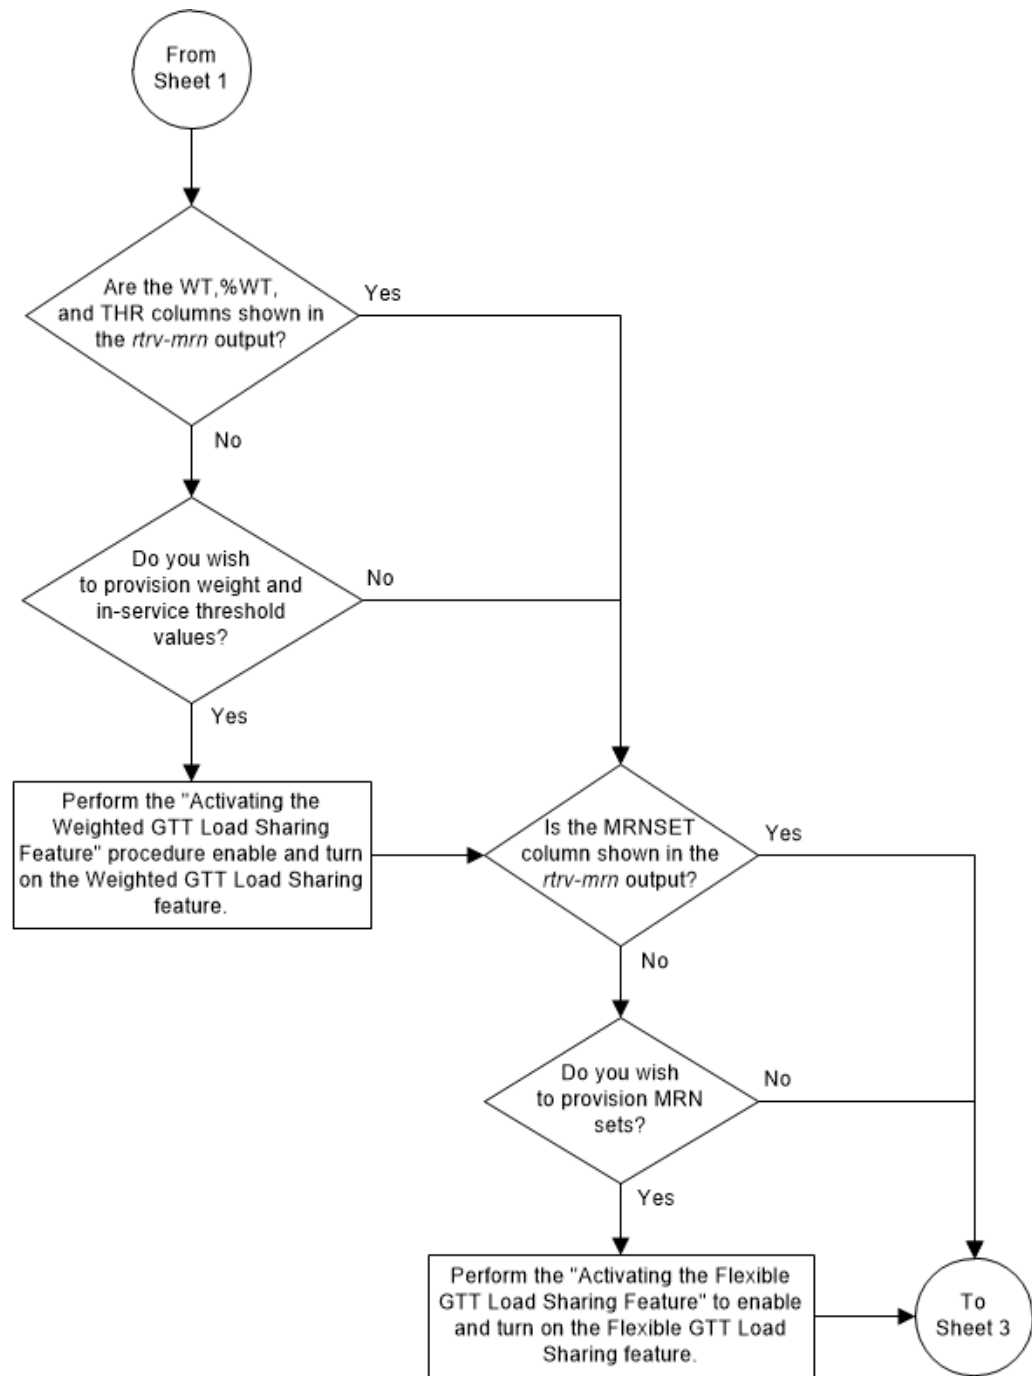 From
Sheet 1
Are the WT,%WT,
and THR columns shown in
the rtrv-mrn output?
Yes
No
Do you wish
to provision weight and
in-service threshold
values?
No
Yes
Perform the "Activating the
Weighted GTT Load Sharing
Feature" procedure enable and turn
on the Weighted GTT Load Sharing
feature.
Is the MRNSET
column shown in the
rtrv-mrn output?
Yes
No
Do you wish
to provision MRN
sets?
No
Yes
Perform the "Activating the Flexible
GTT Load Sharing Feature" to enable
and turn on the Flexible GTT Load
Sharing feature.
To
Sheet 3